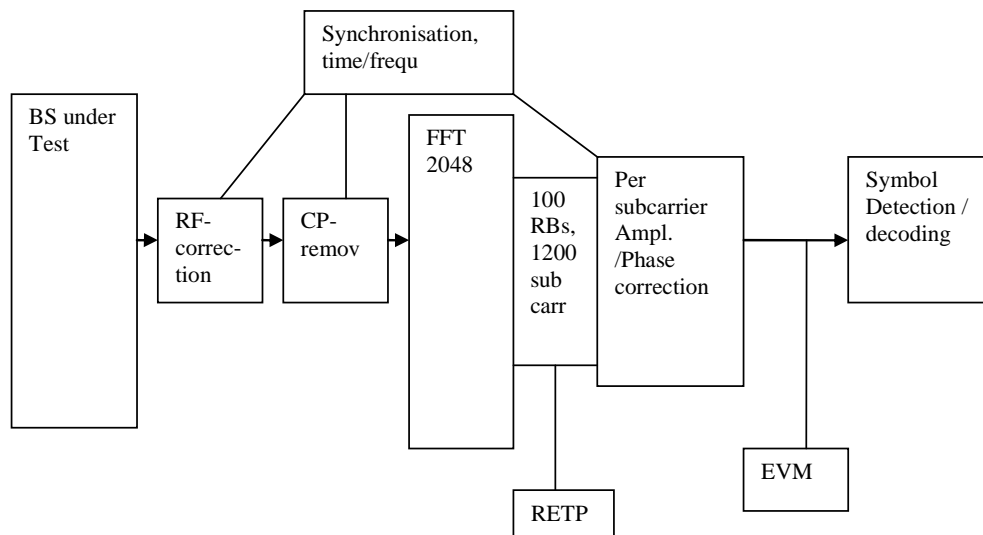 Synchronisation,
time/frequ
BS under
Test
FFT
2048
RF-
correc-
tion
CP-
remov
100
RBs,
1200
sub
carr
Per
subcarrier
Ampl.
/Phase
correction
Symbol
Detection /
decoding
EVM
RETP